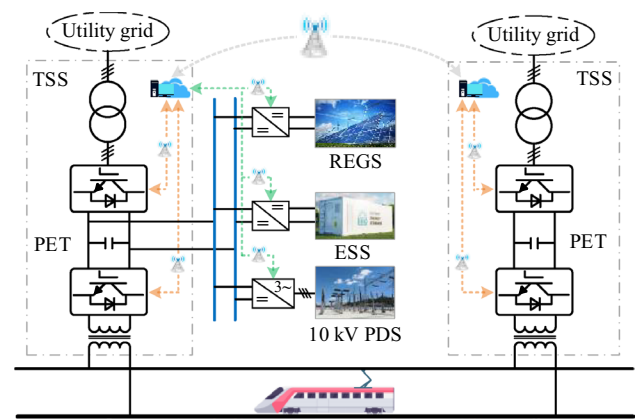 Utility grid
Utility grid
TSS
TSS
REGS
PET
ESS
PET
3~
10 kV PDS